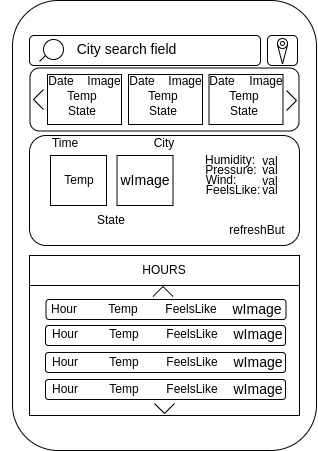 City search field
Date Image Date Image Date Image
Temp Temp Temp
State State State
Time City
Temp wImage
Humidity: val
Pressure: val
Wind: val
FeelsLike: val
State
refreshBut
HOURS
Hour Temp FeelsLike wImage
Hour Temp FeelsLike wImage
Hour Temp FeelsLike wImage
Hour Temp FeelsLike wImage